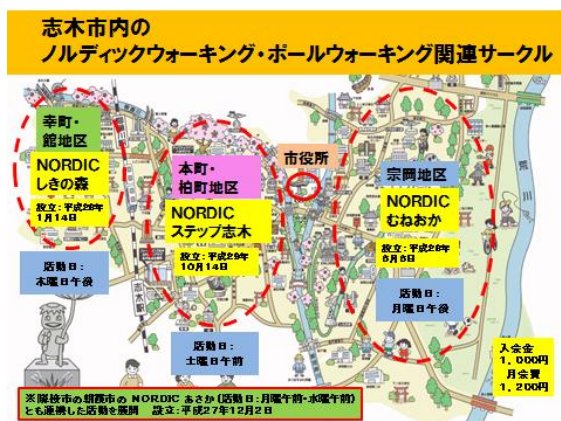 志木市内の
ノルディックウォーキング・ポールウォーキング関連サークル
幸町・
館地区
NORDIC
しきの森
設立:平成28年
1月14日
活動日:
木曜日午後
本町・
柏町地区
NORDIC
ステップ志木
設立:平成29年
10月14日
活動日:
土曜日午前
市役所
宗岡地区
NORDIC
むねおか
設立:平成28年
6月6日
活動日:
月曜日午後
志木駅
入会金
1,000円
月会費
1,200円
※隣接市の朝霞市の NORDIC あさか(活動日:月曜午前・水曜午前)
とも連携した活動を展開 設立:平成27年12月2日